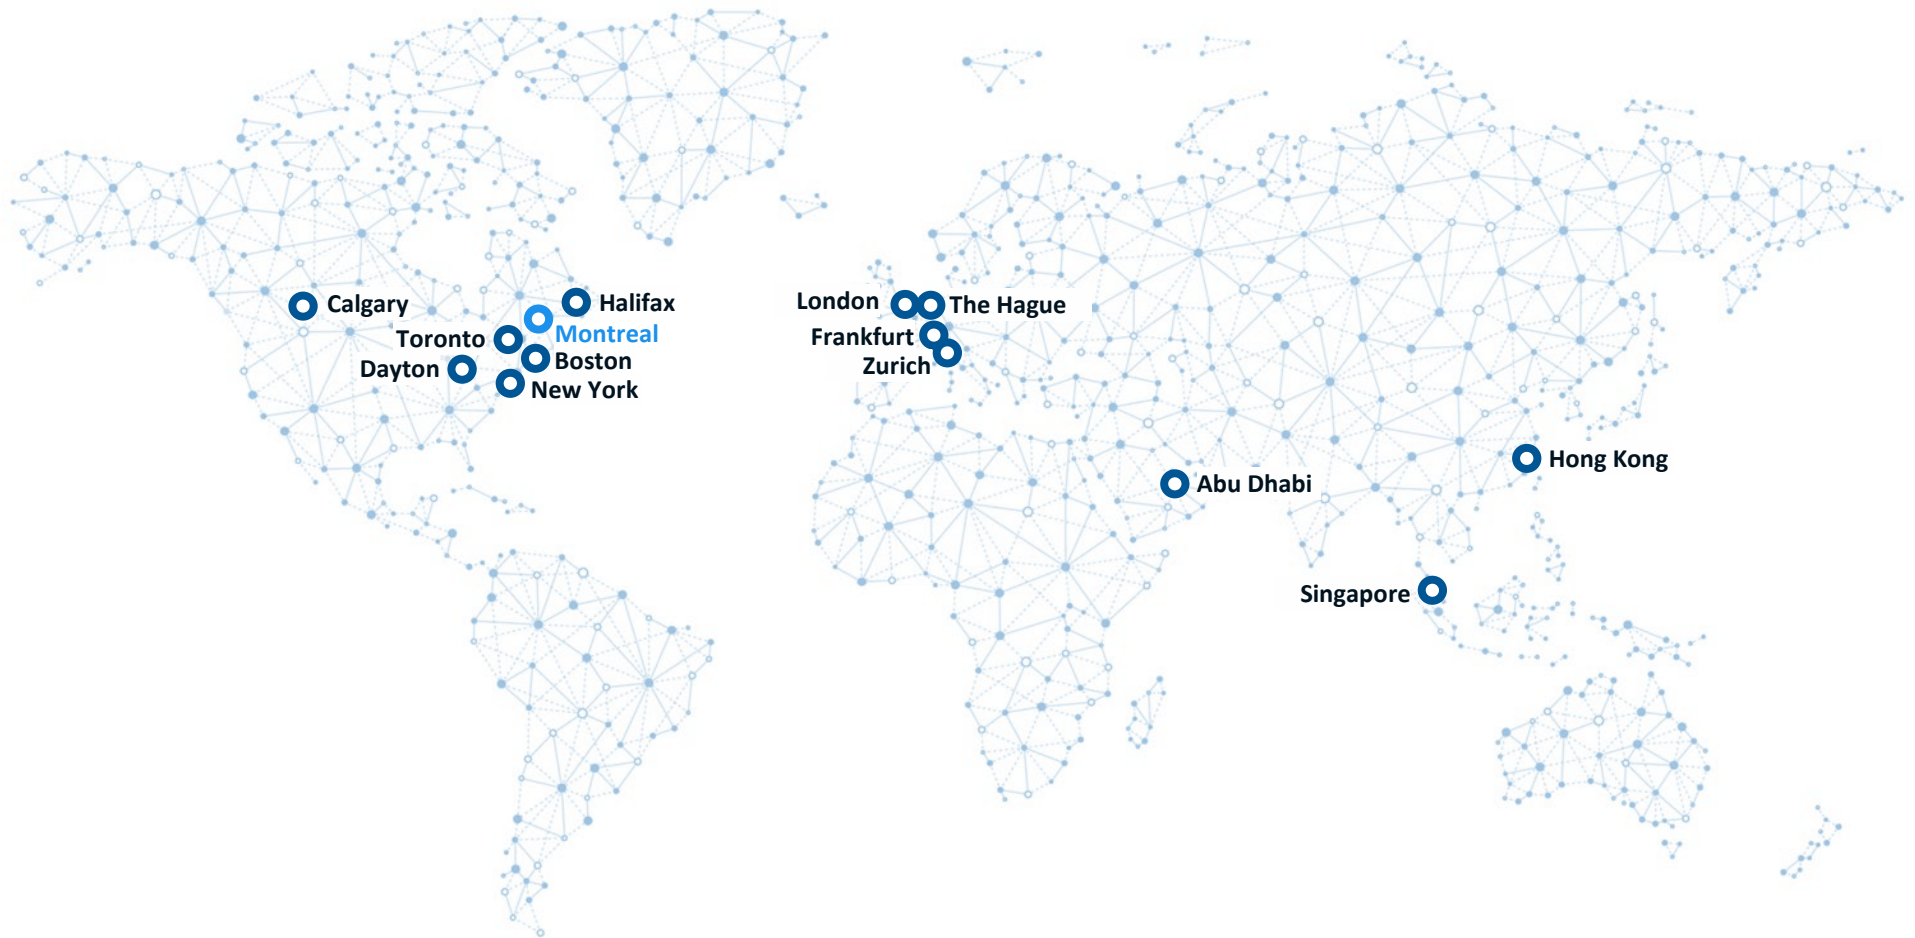 Calgary
Halifax
Montreal
Toronto
Boston
Dayton
New York
London
The Hague
Frankfurt
Zurich
Abu Dhabi
Hong Kong
Singapore